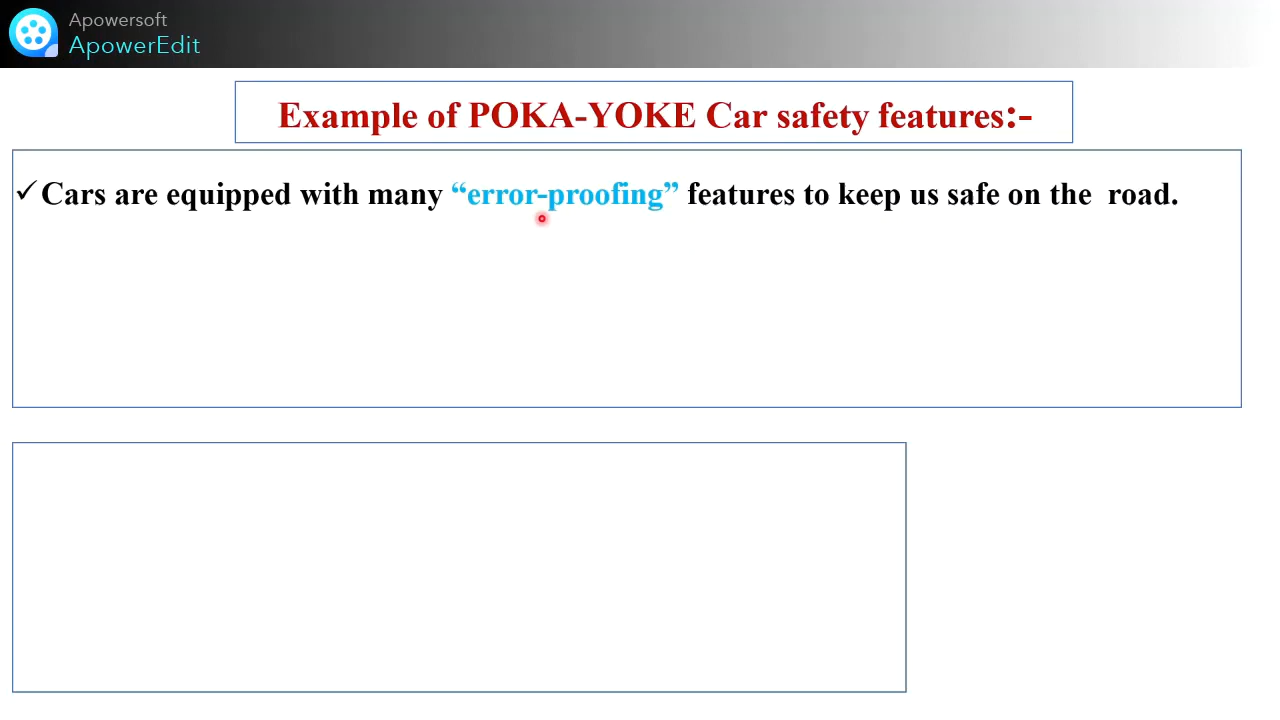 Apowersoft
ApowerEdit
Example of POKA-YOKE Car safety features:-
✓Cars are equipped with many “error-proofing” features to keep us safe on the road.